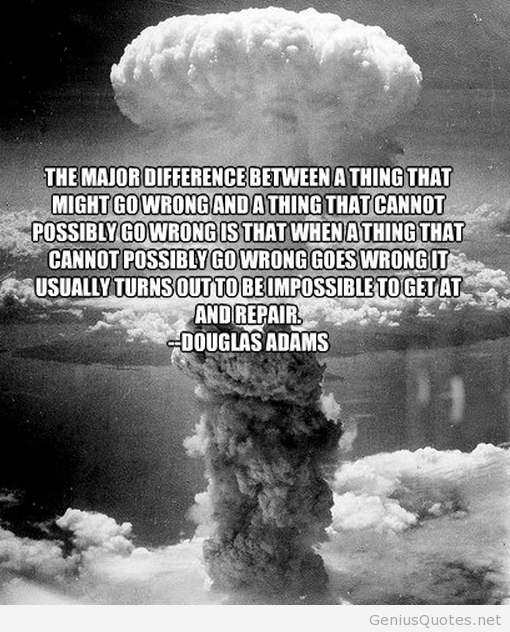 THE MAJOR DIFFERENCE BETWEEN A THING THAT
MIGHT GO WRONG AND A THING THAT CANNOT
POSSIBLY GO WRONG IS THAT WHEN A THING THAT
CANNOT POSSIBLY GO WRONG GOES WRONG IT
USUALLY TURNS OUT TO BE IMPOSSIBLE TO GET AT
AND REPAIR.
--DOUGLAS ADAMS
GeniusQuotes.net